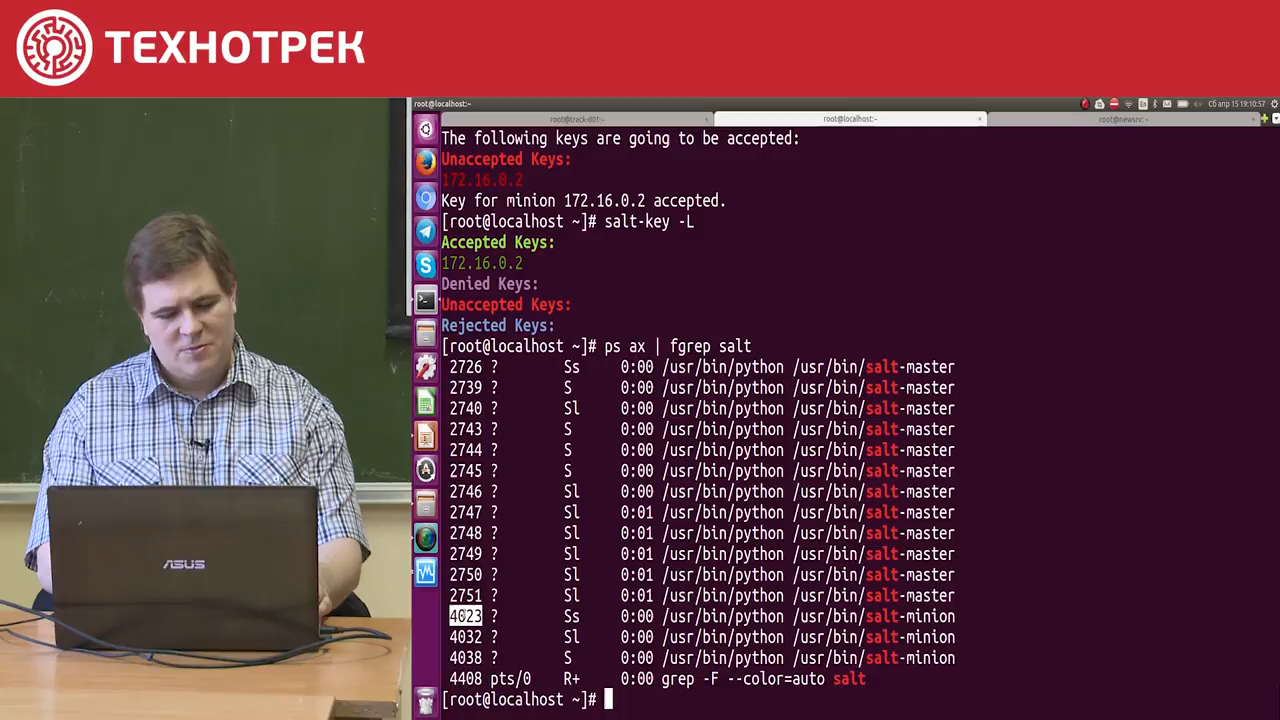 ТЕХНОТРЕК
root@localhost:~
Сб апр 15 19:10:57
root@track-d01:~
root@localhost:~
root@newsrv:~
The following keys are going to be accepted:
Unaccepted Keys:
172.16.0.2
Key for minion 172.16.0.2 accepted.
[root@localhost ~]# salt-key -L
Accepted Keys:
172.16.0.2
Denied Keys:
Unaccepted Keys:
Rejected Keys:
[root@localhost ~]# ps ax | fgrep salt
2726 ? Ss 0:00 /usr/bin/python /usr/bin/salt-master
2739 ? S 0:00 /usr/bin/python /usr/bin/salt-master
2740 ? Sl 0:00 /usr/bin/python /usr/bin/salt-master
2743 ? S 0:00 /usr/bin/python /usr/bin/salt-master
2744 ? S 0:00 /usr/bin/python /usr/bin/salt-master
2745 ? S 0:00 /usr/bin/python /usr/bin/salt-master
2746 ? Sl 0:00 /usr/bin/python /usr/bin/salt-master
2747 ? Sl 0:01 /usr/bin/python /usr/bin/salt-master
2748 ? Sl 0:01 /usr/bin/python /usr/bin/salt-master
2749 ? Sl 0:01 /usr/bin/python /usr/bin/salt-master
2750 ? Sl 0:01 /usr/bin/python /usr/bin/salt-master
2751 ? Sl 0:01 /usr/bin/python /usr/bin/salt-master
4023 ? Ss 0:00 /usr/bin/python /usr/bin/salt-minion
4032 ? Sl 0:00 /usr/bin/python /usr/bin/salt-minion
4038 ? S 0:00 /usr/bin/python /usr/bin/salt-minion
4408 pts/0 R+ 0:00 grep -F --color=auto salt
[root@localhost ~]#
ASUS